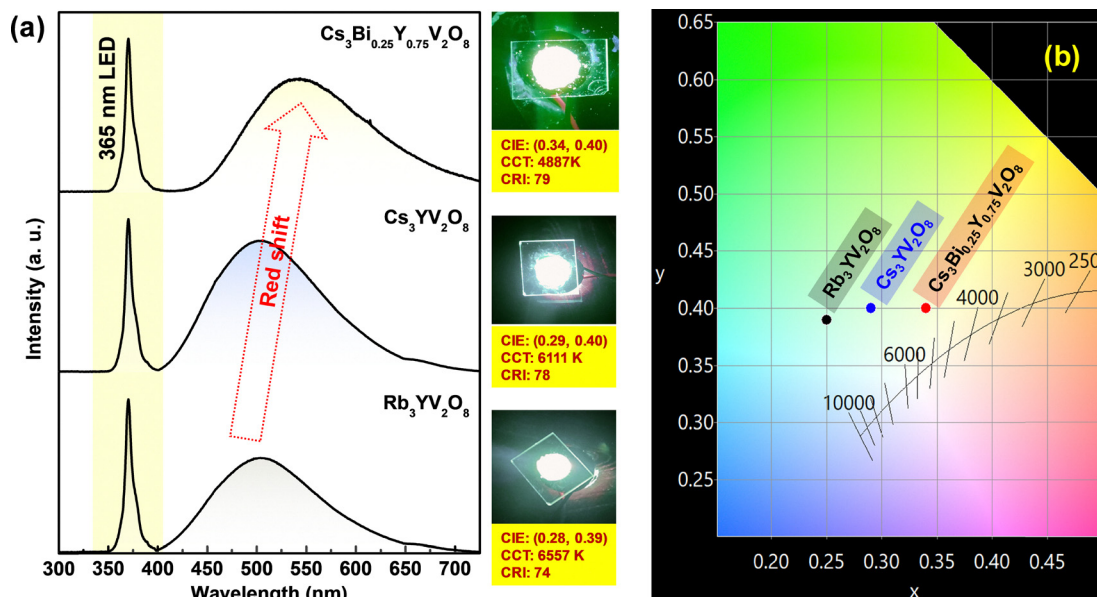 (a)
Cs₃Bi₀.₂₅Y₀.₇₅V₂O₈
365 nm LED
CIE: (0.34, 0.40)
CCT: 4887K
CRI: 79
Cs₃YV₂O₈
Red shift
CIE: (0.29, 0.40)
CCT: 6111 K
CRI: 78
Rb₃YV₂O₈
CIE: (0.28, 0.39)
CCT: 6557 K
CRI: 74
Intensity (a. u.)
300 350 400 450 500 550 600 650 700
Wavelength (nm)
(b)
0.65
0.60
0.55
0.50
0.45
0.40
0.35
0.30
0.25
y
Rb₃YV₂O₈
Cs₃YV₂O₈
Cs₃Bi₀.₂₅Y₀.₇₅V₂O₈
250
3000
4000
6000
10000
0.20 0.25 0.30 0.35 0.40 0.45
x